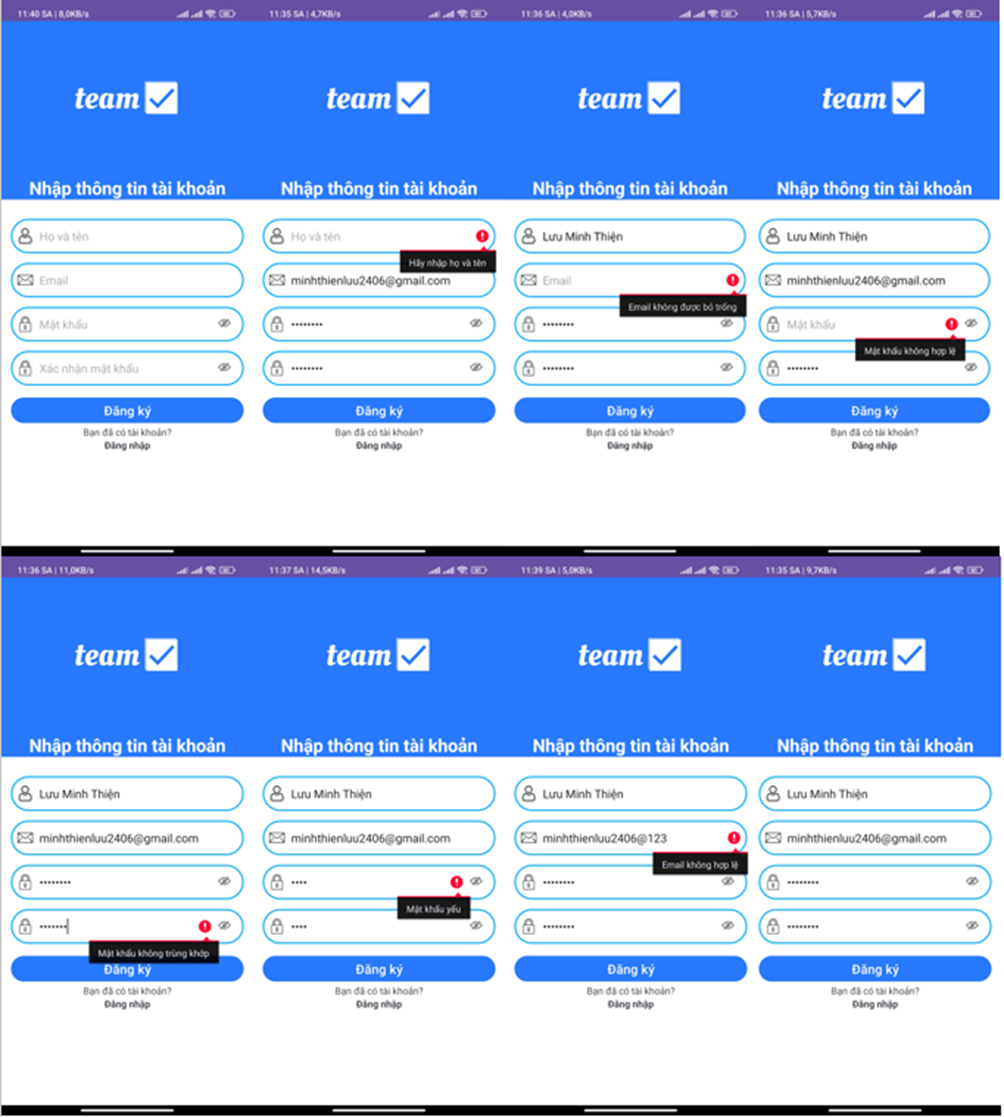 11:40 SA | 8,0KB/s
team
Nhập thông tin tài khoản
Họ và tên
Email
Mật khẩu
Xác nhận mật khẩu
Đăng ký
Bạn đã có tài khoản?
Đăng nhập
11:35 SA | 4,7KB/s
team
Nhập thông tin tài khoản
Họ và tên
Hãy nhập họ và tên
minhthienluu2406@gmail.com
••••••••
••••••••
Đăng ký
Bạn đã có tài khoản?
Đăng nhập
11:36 SA | 4,0KB/s
team
Nhập thông tin tài khoản
Lưu Minh Thiện
Email
Email không được bỏ trống
••••••••
••••••••
Đăng ký
Bạn đã có tài khoản?
Đăng nhập
11:36 SA | 5,7KB/s
team
Nhập thông tin tài khoản
Lưu Minh Thiện
minhthienluu2406@gmail.com
Mật khẩu
Mật khẩu không hợp lệ
••••••••
Đăng ký
Bạn đã có tài khoản?
Đăng nhập
11:36 SA | 11,0KB/s
team
Nhập thông tin tài khoản
Lưu Minh Thiện
minhthienluu2406@gmail.com
••••••••
•••••••
Mật khẩu không trùng khớp
Đăng ký
Bạn đã có tài khoản?
Đăng nhập
11:37 SA | 14,5KB/s
team
Nhập thông tin tài khoản
Lưu Minh Thiện
minhthienluu2406@gmail.com
••••
Mật khẩu yếu
••••
Đăng ký
Bạn đã có tài khoản?
Đăng nhập
11:39 SA | 5,0KB/s
team
Nhập thông tin tài khoản
Lưu Minh Thiện
minhthienluu2406@123
Email không hợp lệ
••••••••
••••••••
Đăng ký
Bạn đã có tài khoản?
Đăng nhập
11:35 SA | 9,7KB/s
team
Nhập thông tin tài khoản
Lưu Minh Thiện
minhthienluu2406@gmail.com
••••••••
••••••••
Đăng ký
Bạn đã có tài khoản?
Đăng nhập